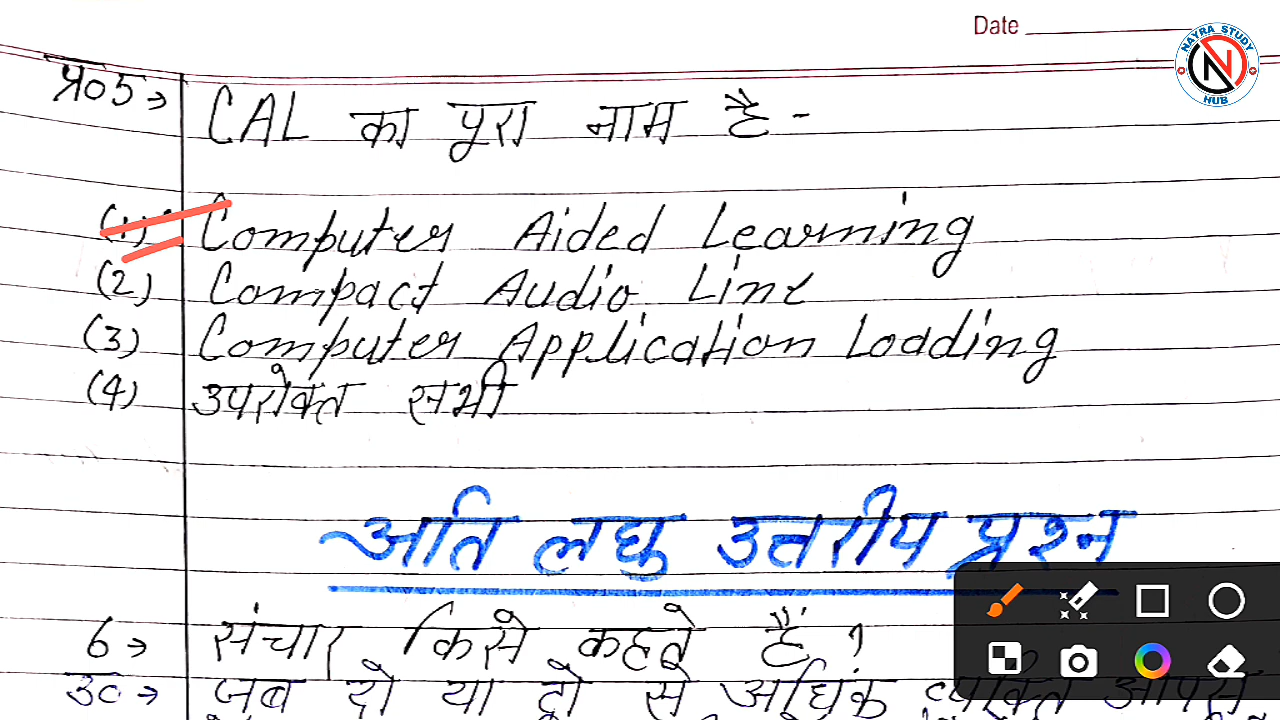 Date
NAYRA STUDY HUB
N
प्र०5→
CAL का पूरा नाम है -
(1) Computer Aided Learning
(2) Compact Audio Line
(3) Computer Application Loading
(4) उपरोक्त सभी
अति लघु उत्तरीय प्रश्न
6→ संचार किसे कहते हैं ?
उ०→ जब दो या दो से अधिक व्यक्ति आपस